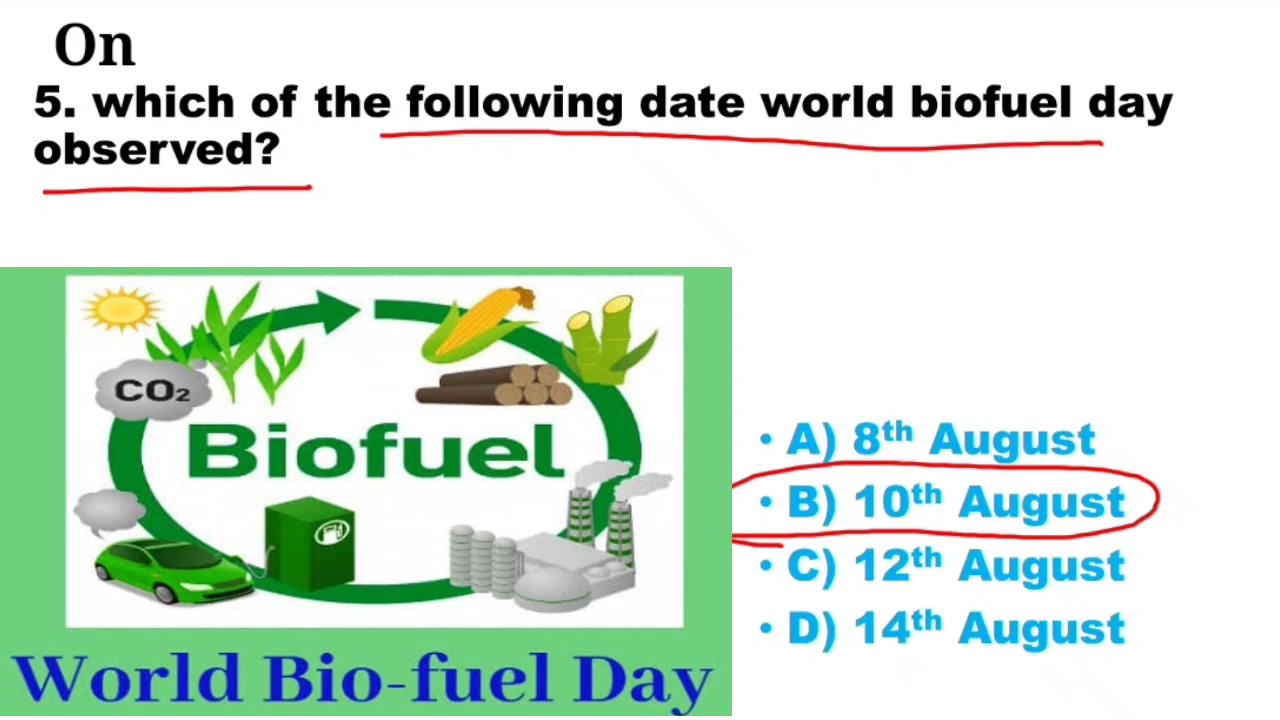 On
5. which of the following date world biofuel day
observed?
CO₂
Biofuel
World Bio-fuel Day
• A) 8th August
• B) 10th August
• C) 12th August
• D) 14th August